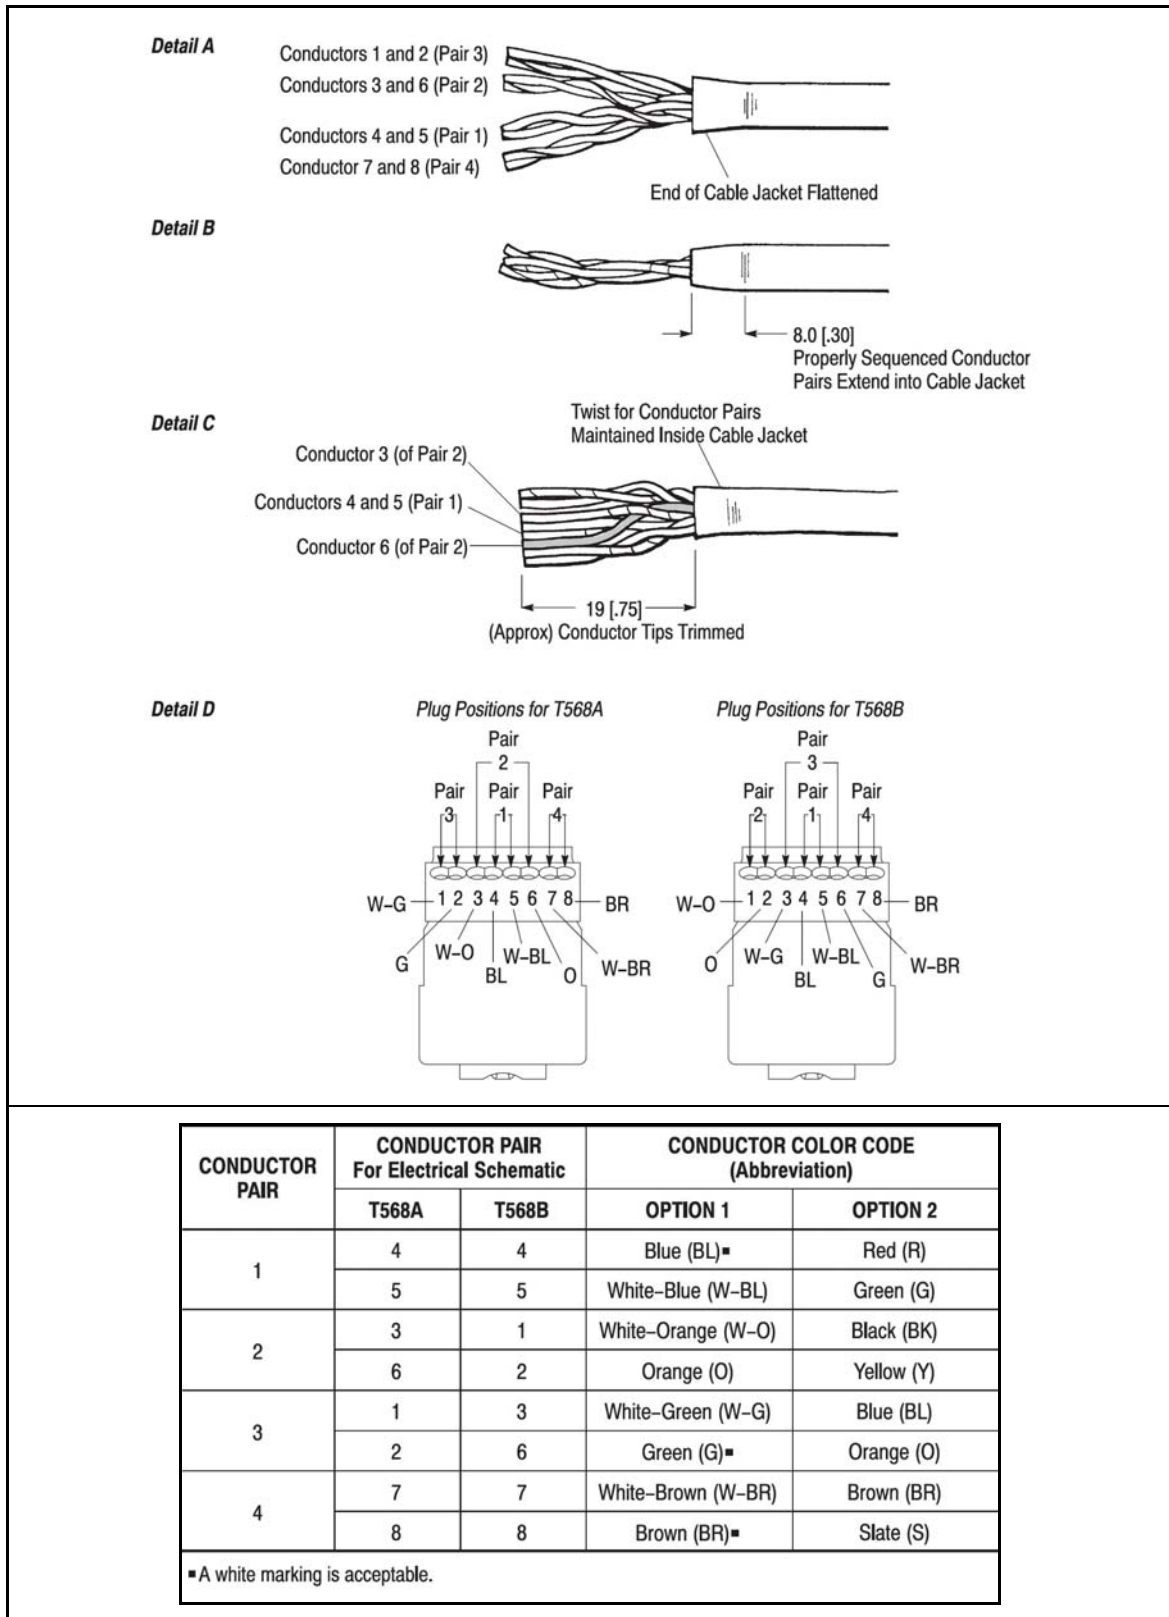 Detail A
Conductors 1 and 2 (Pair 3)
Conductors 3 and 6 (Pair 2)
Conductors 4 and 5 (Pair 1)
Conductor 7 and 8 (Pair 4)
End of Cable Jacket Flattened
Detail B
8.0 [.30]
Properly Sequenced Conductor
Pairs Extend into Cable Jacket
Detail C
Twist for Conductor Pairs
Maintained Inside Cable Jacket
Conductor 3 (of Pair 2)
Conductors 4 and 5 (Pair 1)
Conductor 6 (of Pair 2)
19 [.75]
(Approx) Conductor Tips Trimmed
Detail D
Plug Positions for T568A
Pair
2
Pair Pair Pair
3 1 4
W–G 1 2 3 4 5 6 7 8 BR
G W–O BL W–BL O W–BR
Plug Positions for T568B
Pair
3
Pair Pair Pair
2 1 4
W–O 1 2 3 4 5 6 7 8 BR
O W–G BL W–BL G W–BR
CONDUCTOR PAIR
CONDUCTOR PAIR For Electrical Schematic
CONDUCTOR COLOR CODE (Abbreviation)
T568A T568B OPTION 1 OPTION 2
1 4 4 Blue (BL)▪ Red (R)
5 5 White–Blue (W–BL) Green (G)
2 3 1 White–Orange (W–O) Black (BK)
6 2 Orange (O) Yellow (Y)
3 1 3 White–Green (W–G) Blue (BL)
2 6 Green (G)▪ Orange (O)
4 7 7 White–Brown (W–BR) Brown (BR)
8 8 Brown (BR)▪ Slate (S)
▪A white marking is acceptable.